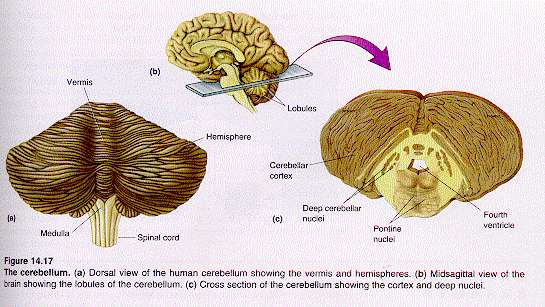 (b)
Vermis
Lobules
Hemisphere
Cerebellar
cortex
(a)
Deep cerebellar
nuclei
(c)
Fourth
ventricle
Pontine
nuclei
Medulla
Spinal cord
Figure 14.17
The cerebellum. (a) Dorsal view of the human cerebellum showing the vermis and hemispheres. (b) Midsagittal view of the
brain showing the lobules of the cerebellum. (c) Cross section of the cerebellum showing the cortex and deep nuclei.